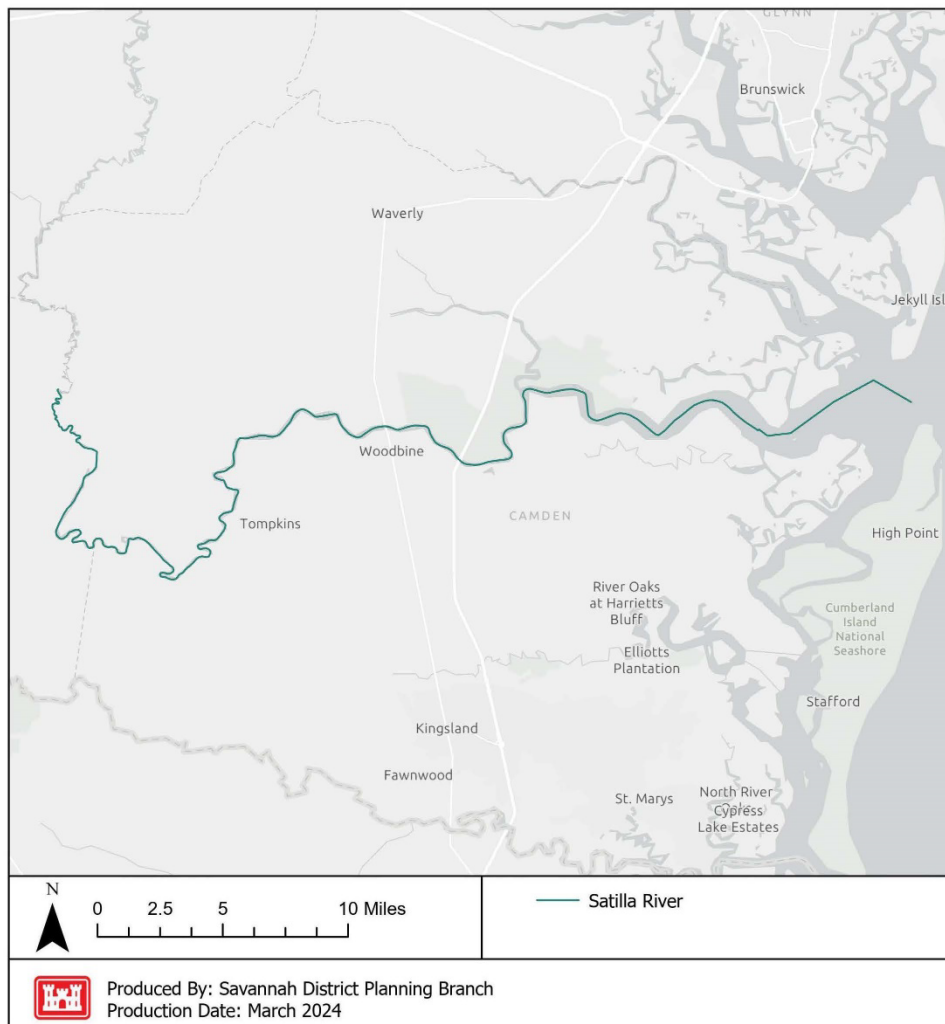 GLYNN
Brunswick
Waverly
Jekyll Isl
Woodbine
CAMDEN
Tompkins
High Point
River Oaks
at Harrietts
Bluff
Cumberland
Island
National
Seashore
Elliotts
Plantation
Stafford
Kingsland
Fawnwood
St. Marys
North River
Cypress
Lake Estates
N
0 2.5 5 10 Miles
Satilla River
Produced By: Savannah District Planning Branch
Production Date: March 2024